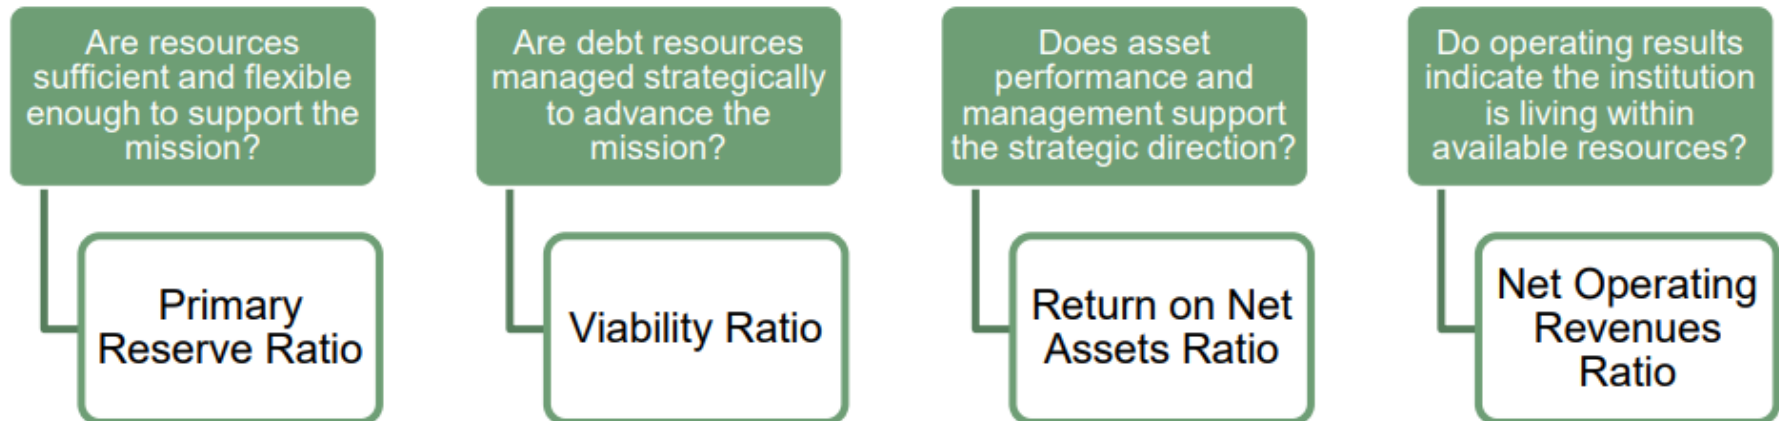 Are resources
sufficient and flexible
enough to support the
mission?
Primary
Reserve Ratio
Are debt resources
managed strategically
to advance the
mission?
Viability Ratio
Does asset
performance and
management support
the strategic direction?
Return on Net
Assets Ratio
Do operating results
indicate the institution
is living within
available resources?
Net Operating
Revenues
Ratio